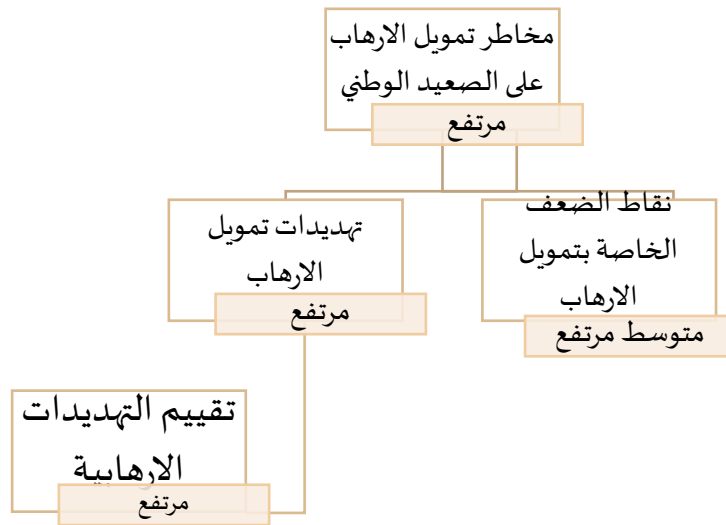 مخاطر تمويل الارهاب
على الصعيد الوطني
مرتفع
نقاط الضعف
الخاصة بتمويل
الارهاب
متوسط مرتفع
تهديدات تمويل
الارهاب
مرتفع
تقييم التهديدات
الارهابية
مرتفع